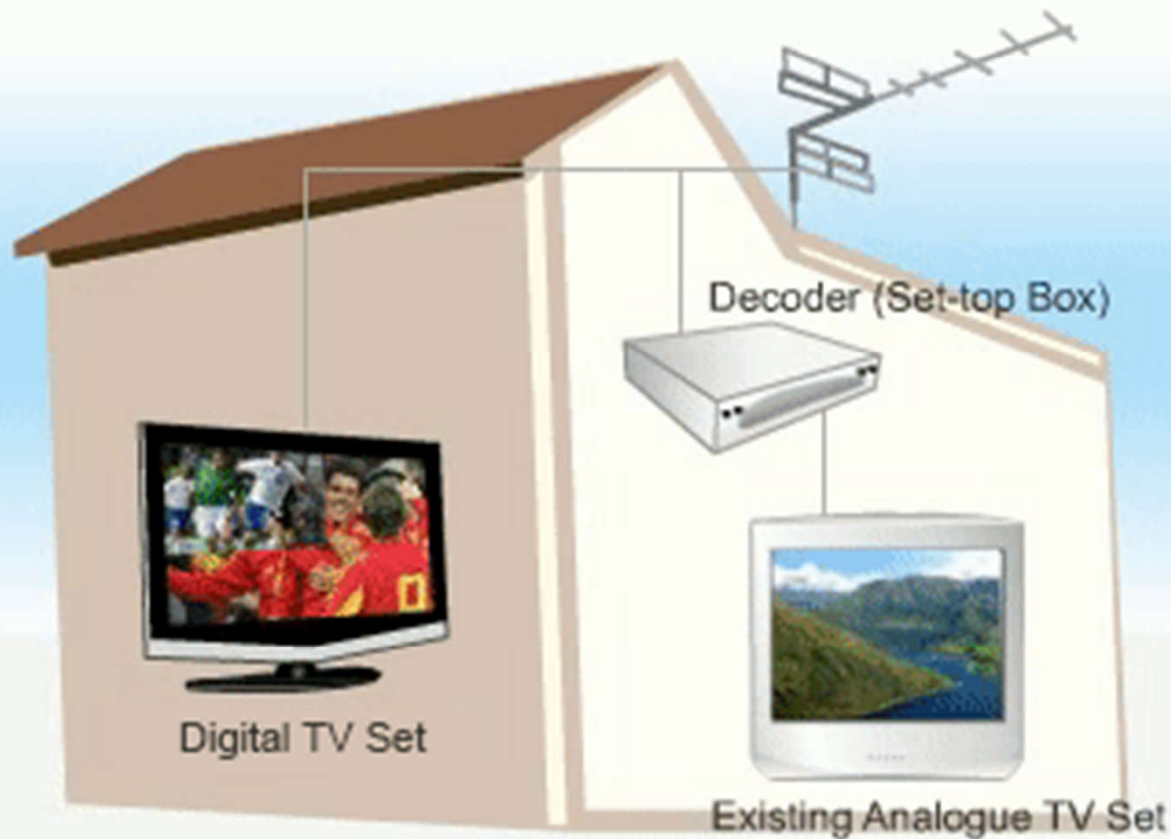 Decoder (Set-top Box)
Digital TV Set
Existing Analogue TV Set